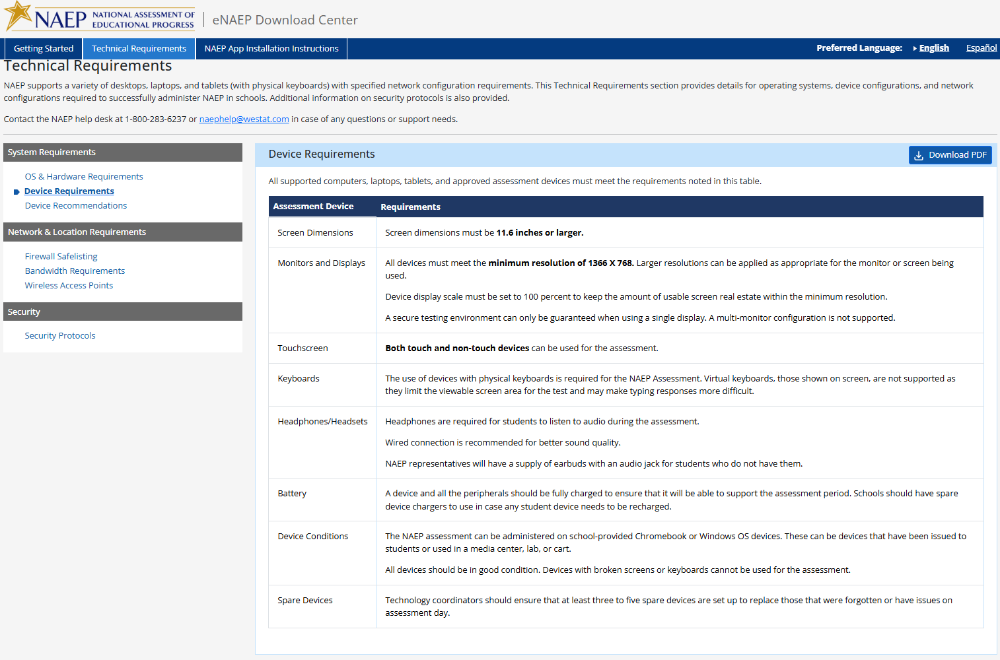 NAEP NATIONAL ASSESSMENT OF
EDUCATIONAL PROGRESS
eNAEP Download Center
Getting Started
Technical Requirements
NAEP App Installation Instructions
Preferred Language:
English
Español
Technical Requirements
NAEP supports a variety of desktops, laptops, and tablets (with physical keyboards) with specified network configuration requirements. This Technical Requirements section provides details for operating systems, device configurations, and network
configurations required to successfully administer NAEP in schools. Additional information on security protocols is also provided.
Contact the NAEP help desk at 1-800-283-6237 or naephelp@westat.com in case of any questions or support needs.
System Requirements
OS & Hardware Requirements
Device Requirements
Device Recommendations
Network & Location Requirements
Firewall Safelisting
Bandwidth Requirements
Wireless Access Points
Security
Security Protocols
Device Requirements
Download PDF
All supported computers, laptops, tablets, and approved assessment devices must meet the requirements noted in this table.
Assessment Device
Requirements
Screen Dimensions
Screen dimensions must be 11.6 inches or larger.
Monitors and Displays
All devices must meet the minimum resolution of 1366 X 768. Larger resolutions can be applied as appropriate for the monitor or screen being
used.
Device display scale must be set to 100 percent to keep the amount of usable screen real estate within the minimum resolution.
A secure testing environment can only be guaranteed when using a single display. A multi-monitor configuration is not supported.
Touchscreen
Both touch and non-touch devices can be used for the assessment.
Keyboards
The use of devices with physical keyboards is required for the NAEP Assessment. Virtual keyboards, those shown on screen, are not supported as
they limit the viewable screen area for the test and may make typing responses more difficult.
Headphones/Headsets
Headphones are required for students to listen to audio during the assessment.
Wired connection is recommended for better sound quality.
NAEP representatives will have a supply of earbuds with an audio jack for students who do not have them.
Battery
A device and all the peripherals should be fully charged to ensure that it will be able to support the assessment period. Schools should have spare
device chargers to use in case any student device needs to be recharged.
Device Conditions
The NAEP assessment can be administered on school-provided Chromebook or Windows OS devices. These can be devices that have been issued to
students or used in a media center, lab, or cart.
All devices should be in good condition. Devices with broken screens or keyboards cannot be used for the assessment.
Spare Devices
Technology coordinators should ensure that at least three to five spare devices are set up to replace those that were forgotten or have issues on
assessment day.